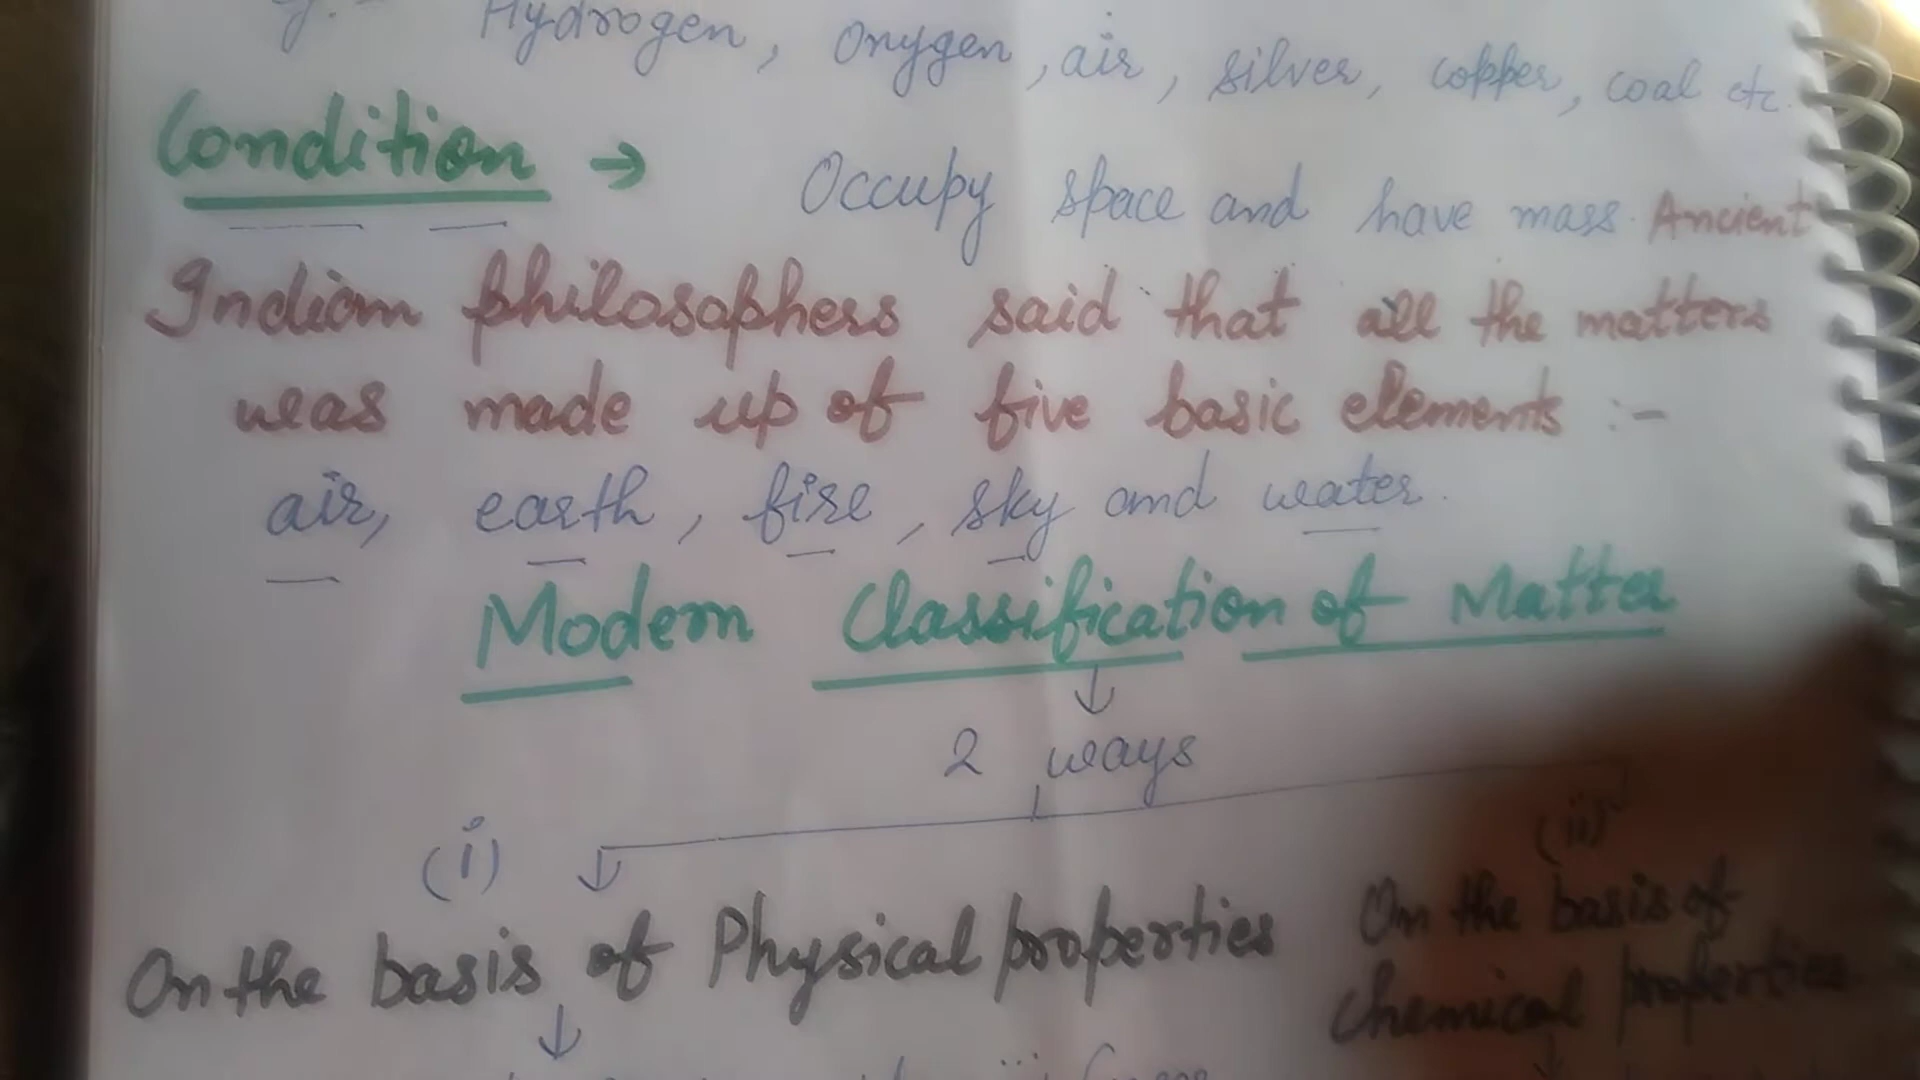 Hydrogen, Oxygen, air, silver, copper, coal etc.
Condition → Occupy space and have mass. Ancient
Indian philosophers said that all the matters
was made up of five basic elements :-
air, earth, fire, sky and water.
Modern Classification of Matter
↓
2 ways
(i) (ii)
On the basis of Physical properties
On the basis of
Chemical properties